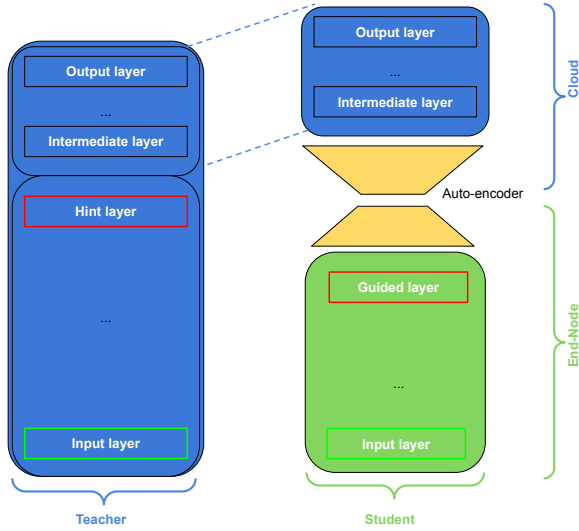 Output layer
...
Intermediate layer
Hint layer
...
Input layer
Teacher
Output layer
...
Intermediate layer
Auto-encoder
Guided layer
...
Input layer
Student
Cloud
End-Node